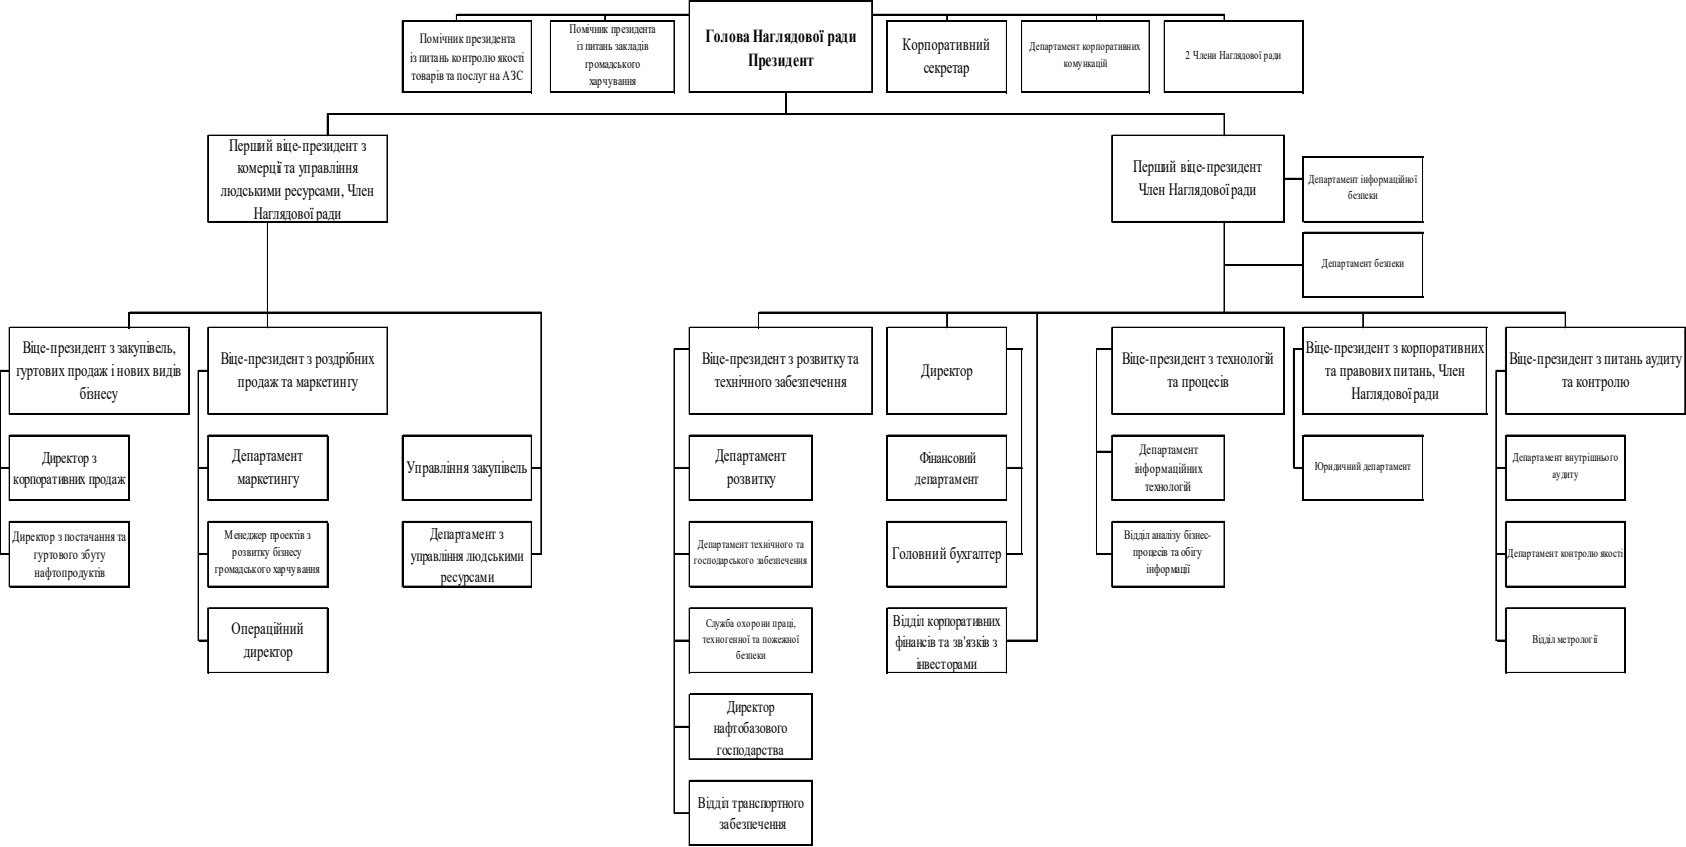 Помічник президента
із питань контролю якості
товарів та послуг на АЗС
Помічник президента
із питань закладів
громадського
харчування
Голова Наглядової ради
Президент
Корпоративний
секретар
Департамент корпоративних
комункацій
2 Члени Наглядової ради
Перший віце-президент з
комерції та управління
людськими ресурсами, Член
Наглядової ради
Перший віце-президент
Член Наглядової ради
Департамент інформаційної
безпеки
Департамент безпеки
Віце-президент з закупівель,
гуртових продаж і нових видів
бізнесу
Віце-президент з роздрібних
продаж та маркетингу
Віце-президент з розвитку та
технічного забезпечення
Директор
Віце-президент з технологій
та процесів
Віце-президент з корпоративних
та правових питань, Член
Наглядової ради
Віце-президент з питань аудиту
та контролю
Директор з
корпоративних продаж
Департамент
маркетингу
Управління закупівель
Департамент
розвитку
Фінансовий
департамент
Департамент
інформаційних
технологій
Юридичний департамент
Департамент внутрішнього
аудиту
Директор з постачання та
гуртового збуту
нафтопродуктів
Менеджер проектів з
розвитку бізнесу
громадського харчування
Департамент з
управління людськими
ресурсами
Департамент технічного та
господарського забезпечення
Головний бухгалтер
Відділ аналізу бізнес-
процесів та обігу
інформації
Департамент контролю якості
Операційний
директор
Служба охорони праці,
техногенної та пожежної
безпеки
Відділ корпоративних
фінансів та зв'язків з
інвесторами
Відділ метрології
Директор
нафтобазового
господарства
Відділ транспортного
забезпечення